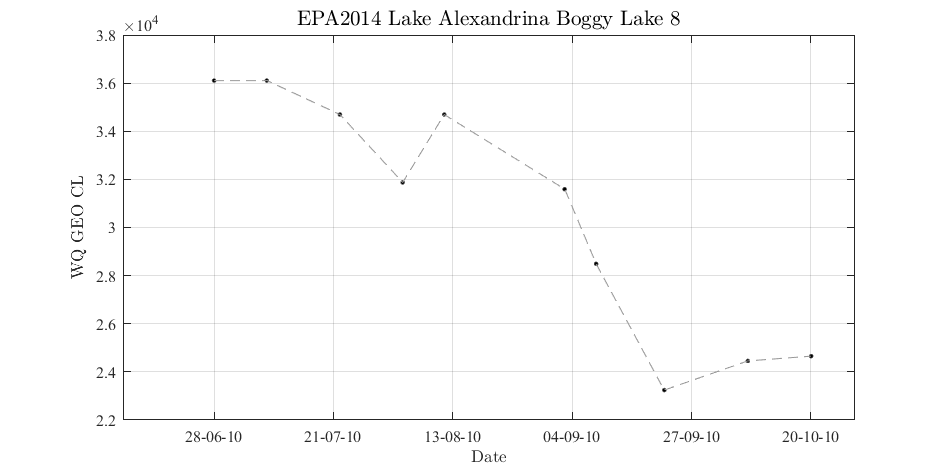 EPA2014 Lake Alexandrina Boggy Lake 8
×10⁴
3.8
3.6
3.4
3.2
3
2.8
2.6
2.4
2.2
WQ GEO CL
28-06-10 21-07-10 13-08-10 04-09-10 27-09-10 20-10-10
Date